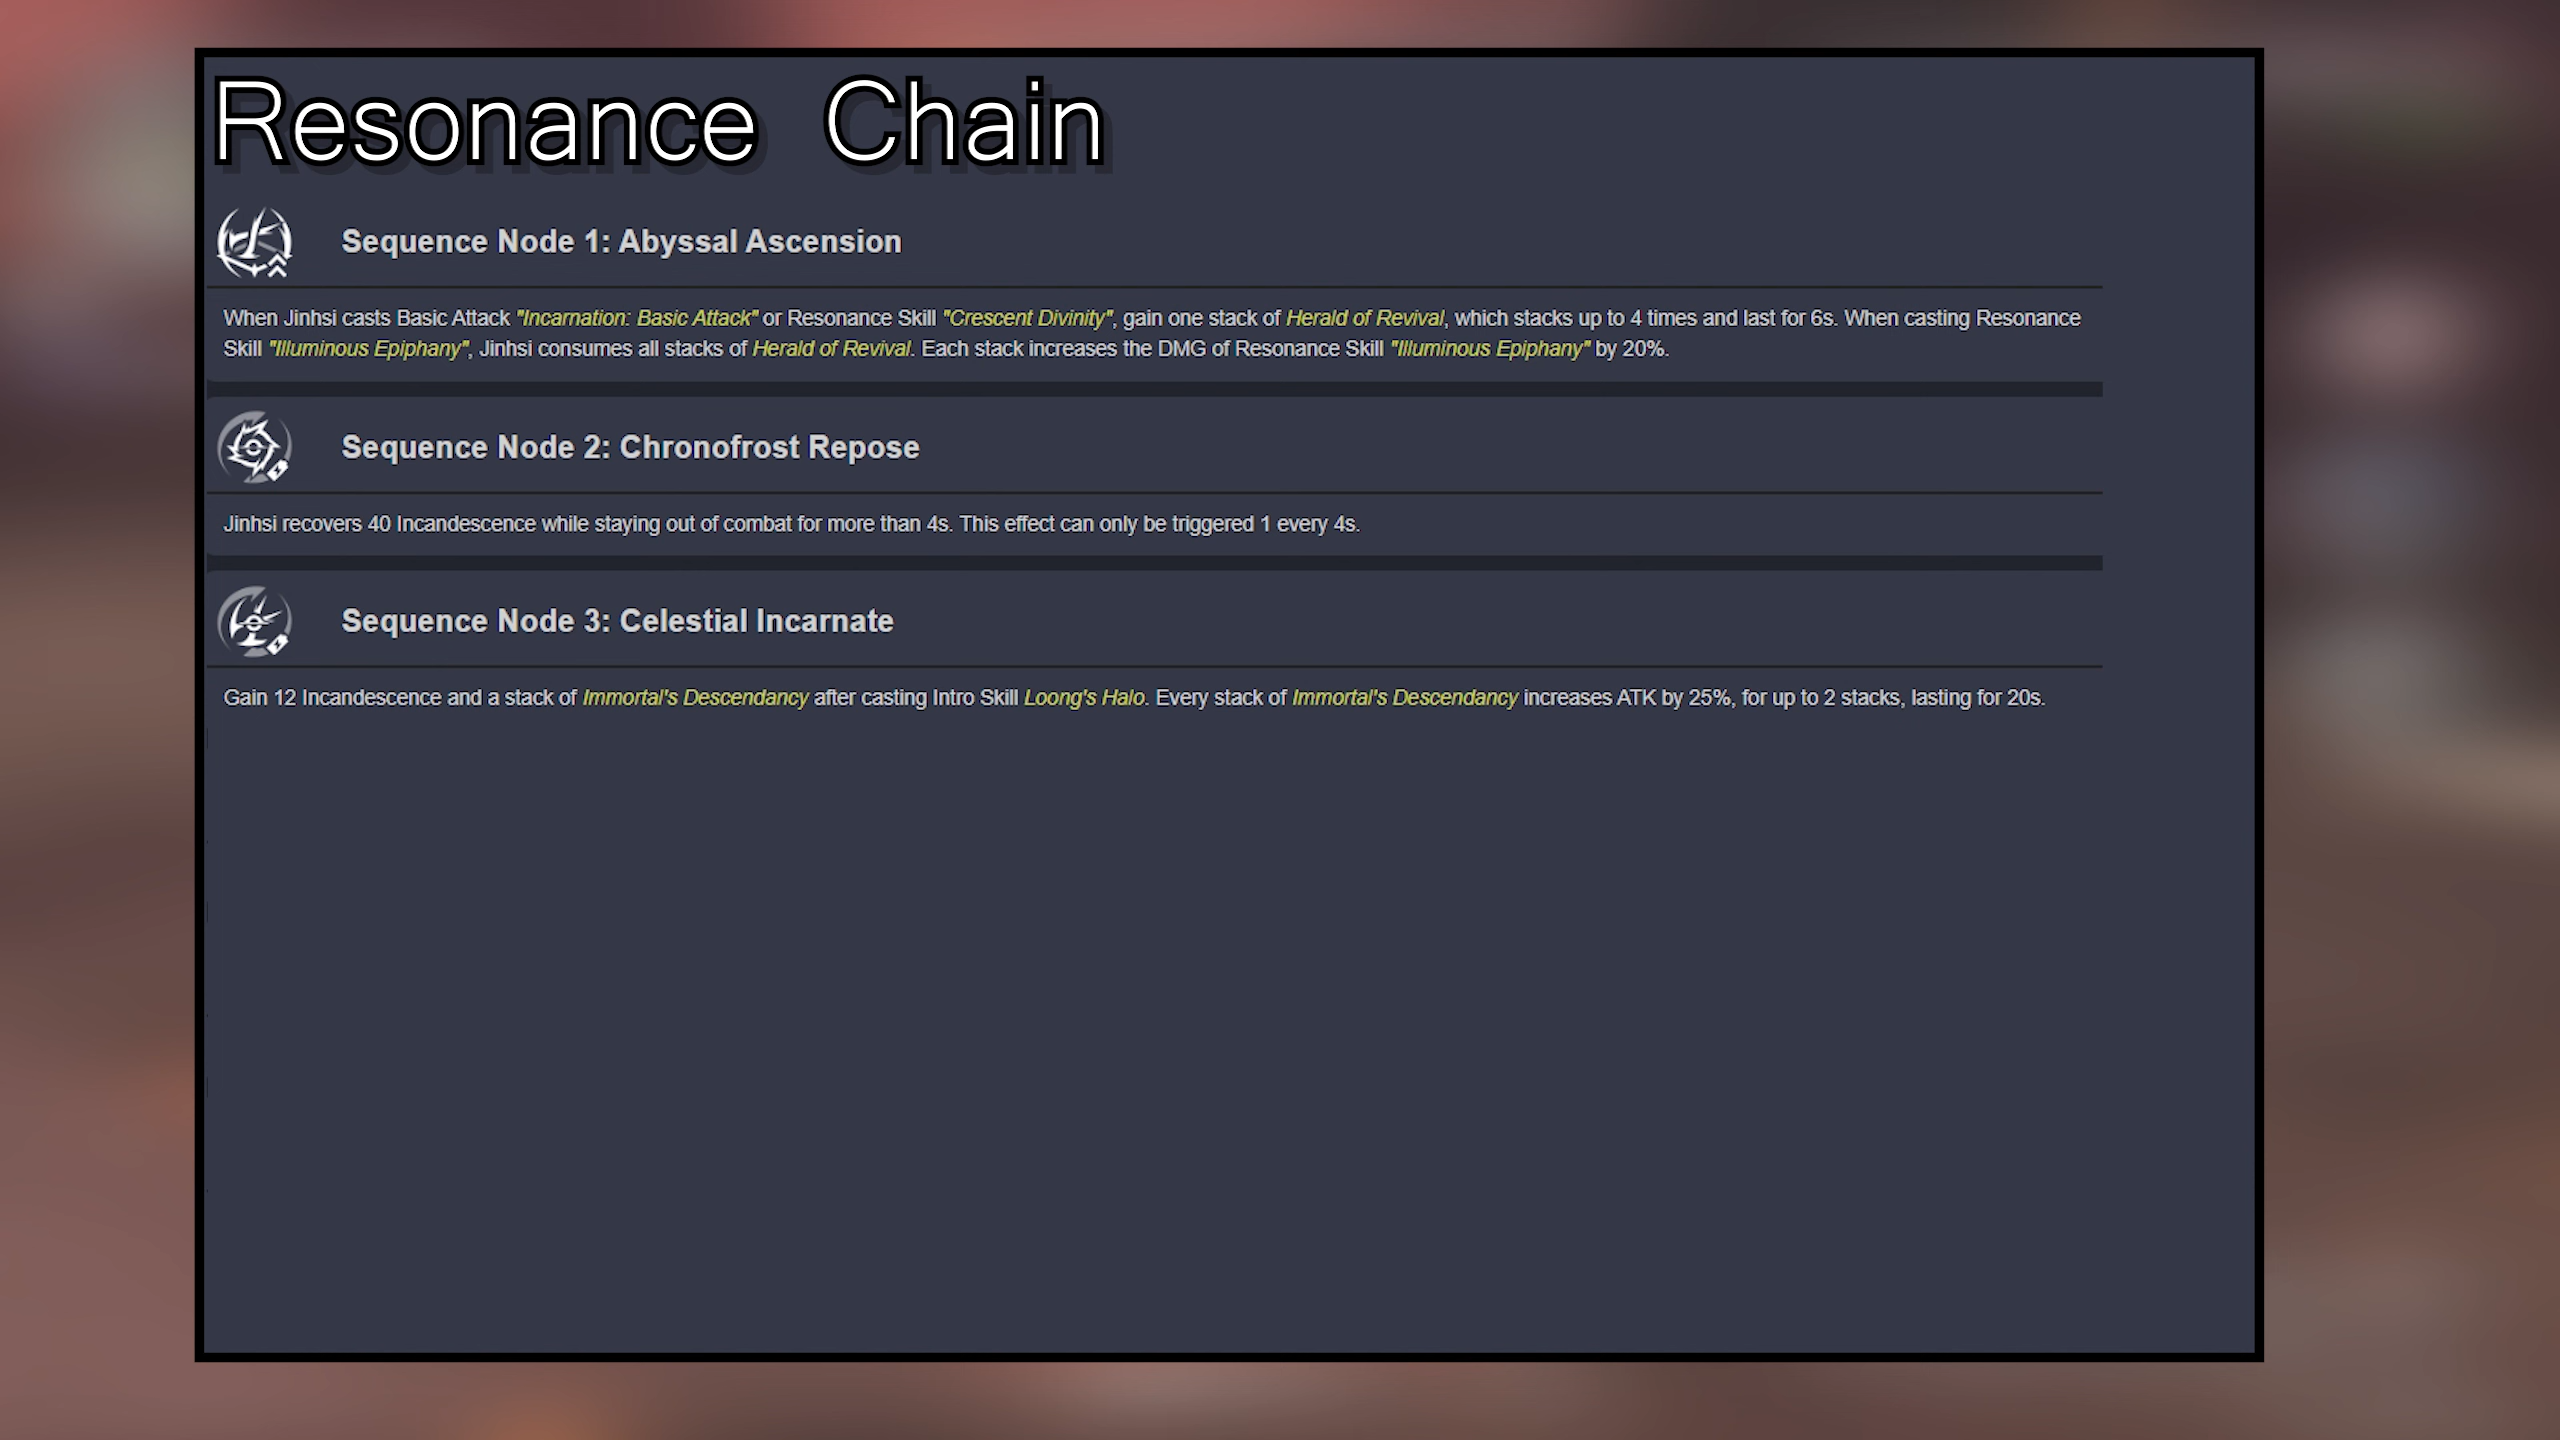 Resonance Chain
Sequence Node 1: Abyssal Ascension
When Jinhsi casts Basic Attack "Incarnation: Basic Attack" or Resonance Skill "Crescent Divinity", gain one stack of Herald of Revival, which stacks up to 4 times and last for 6s. When casting Resonance
Skill "Illuminous Epiphany", Jinhsi consumes all stacks of Herald of Revival. Each stack increases the DMG of Resonance Skill "Illuminous Epiphany" by 20%.
Sequence Node 2: Chronofrost Repose
Jinhsi recovers 40 Incandescence while staying out of combat for more than 4s. This effect can only be triggered 1 every 4s.
Sequence Node 3: Celestial Incarnate
Gain 12 Incandescence and a stack of Immortal's Descendancy after casting Intro Skill Loong's Halo. Every stack of Immortal's Descendancy increases ATK by 25%, for up to 2 stacks, lasting for 20s.